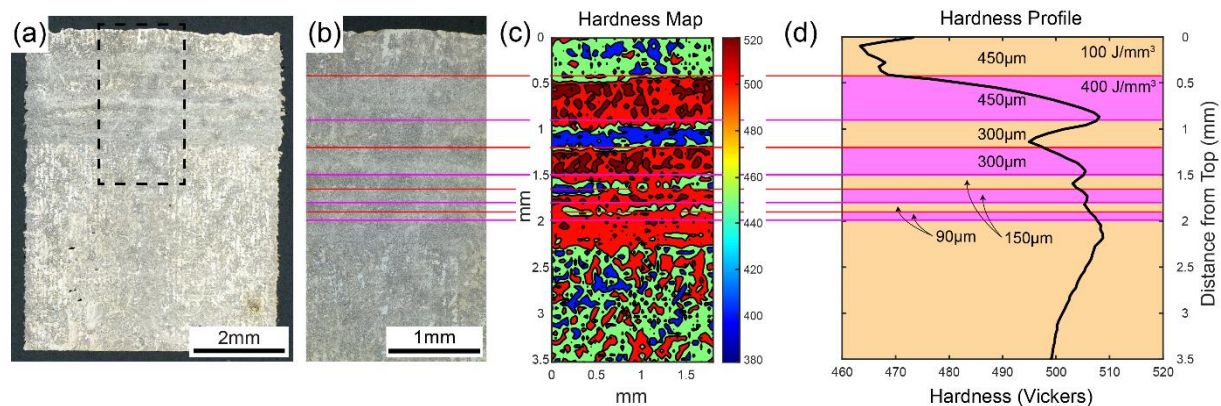 (a)
2mm
(b)
1mm
(c)
Hardness Map
0
0.5
1
1.5
2
2.5
3
3.5
mm
0
0.5
1
1.5
mm
520
500
480
460
440
420
400
380
(d)
Hardness Profile
450µm
100 J/mm³
400 J/mm³
450µm
300µm
300µm
90µm
150µm
0
0.5
1
1.5
2
2.5
3
3.5
Distance from Top (mm)
460
470
480
490
500
510
520
Hardness (Vickers)